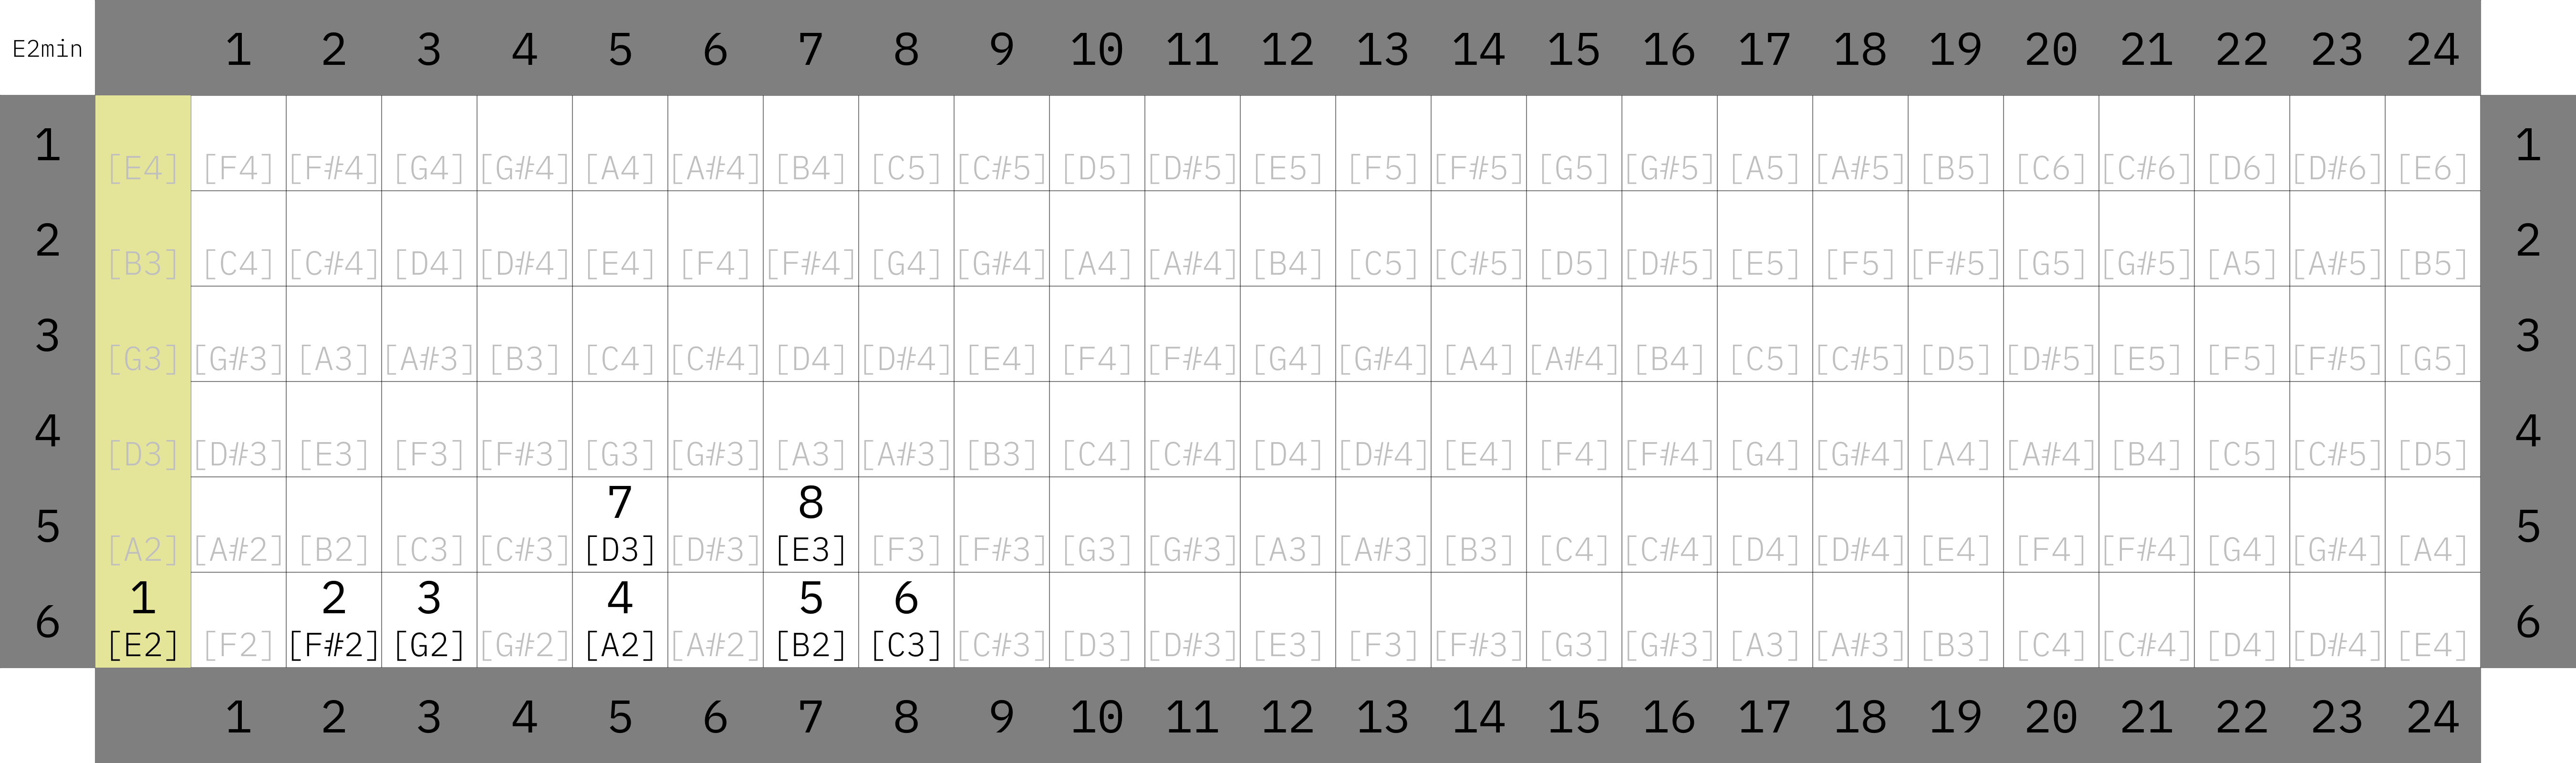 E2min 1 2 3 4 5 6 7 8 9 10 11 12 13 14 15 16 17 18 19 20 21 22 23 24
1 [E4] [F4] [F#4] [G4] [G#4] [A4] [A#4] [B4] [C5] [C#5] [D5] [D#5] [E5] [F5] [F#5] [G5] [G#5] [A5] [A#5] [B5] [C6] [C#6] [D6] [D#6] [E6] 1
2 [B3] [C4] [C#4] [D4] [D#4] [E4] [F4] [F#4] [G4] [G#4] [A4] [A#4] [B4] [C5] [C#5] [D5] [D#5] [E5] [F5] [F#5] [G5] [G#5] [A5] [A#5] [B5] 2
3 [G3] [G#3] [A3] [A#3] [B3] [C4] [C#4] [D4] [D#4] [E4] [F4] [F#4] [G4] [G#4] [A4] [A#4] [B4] [C5] [C#5] [D5] [D#5] [E5] [F5] [F#5] [G5] 3
4 [D3] [D#3] [E3] [F3] [F#3] [G3] [G#3] [A3] [A#3] [B3] [C4] [C#4] [D4] [D#4] [E4] [F4] [F#4] [G4] [G#4] [A4] [A#4] [B4] [C5] [C#5] [D5] 4
7 8
5 [A2] [A#2] [B2] [C3] [C#3] [D3] [D#3] [E3] [F3] [F#3] [G3] [G#3] [A3] [A#3] [B3] [C4] [C#4] [D4] [D#4] [E4] [F4] [F#4] [G4] [G#4] [A4] 5
1 2 3 4 5 6
6 [E2] [F2] [F#2] [G2] [G#2] [A2] [A#2] [B2] [C3] [C#3] [D3] [D#3] [E3] [F3] [F#3] [G3] [G#3] [A3] [A#3] [B3] [C4] [C#4] [D4] [D#4] [E4] 6
1 2 3 4 5 6 7 8 9 10 11 12 13 14 15 16 17 18 19 20 21 22 23 24